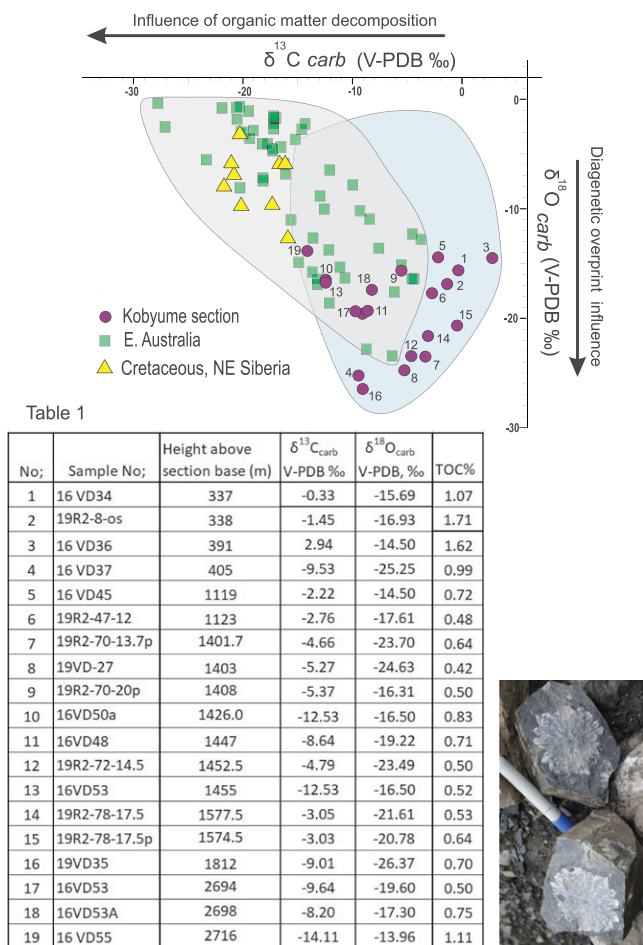 Influence of organic matter decomposition
δ13C carb (V-PDB ‰)
-30 -20 -10 0
0
-10
-20
-30
δ18O carb (V-PDB ‰)
Diagenetic overprint influence
19
10
13
17
18
11
9
5
3
1
2
6
15
14
12
7
8
4
16
Kobyume section
E. Australia
Cretaceous, NE Siberia
Table 1
No; Sample No; Height above section base (m) δ13Ccarb V-PDB ‰ δ18Ocarb V-PDB, ‰ TOC%
1 16 VD34 337 -0.33 -15.69 1.07
2 19R2-8-os 338 -1.45 -16.93 1.71
3 16 VD36 391 2.94 -14.50 1.62
4 16 VD37 405 -9.53 -25.25 0.99
5 16 VD45 1119 -2.22 -14.50 0.72
6 19R2-47-12 1123 -2.76 -17.61 0.48
7 19R2-70-13.7p 1401.7 -4.66 -23.70 0.64
8 19VD-27 1403 -5.27 -24.63 0.42
9 19R2-70-20p 1408 -5.37 -16.31 0.50
10 16VD50a 1426.0 -12.53 -16.50 0.83
11 16VD48 1447 -8.64 -19.22 0.71
12 19R2-72-14.5 1452.5 -4.79 -23.49 0.50
13 16VD53 1455 -12.53 -16.50 0.52
14 19R2-78-17.5 1577.5 -3.05 -21.61 0.53
15 19R2-78-17.5p 1574.5 -3.03 -20.78 0.64
16 19VD35 1812 -9.01 -26.37 0.70
17 16VD53 2694 -9.64 -19.60 0.50
18 16VD53A 2698 -8.20 -17.30 0.75
19 16 VD55 2716 -14.11 -13.96 1.11